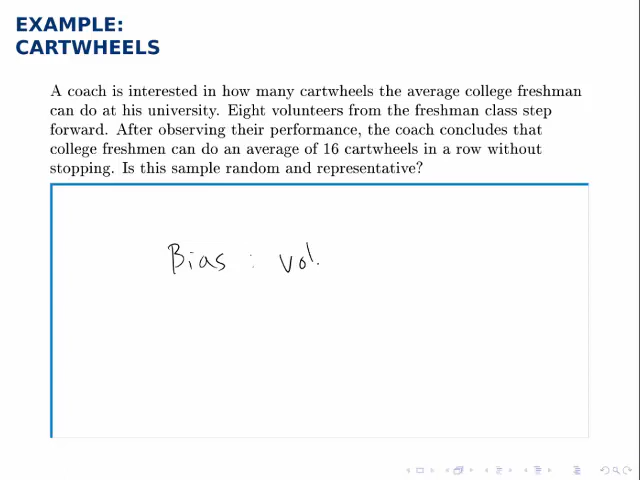 EXAMPLE:
CARTWHEELS
A coach is interested in how many cartwheels the average college freshman
can do at his university. Eight volunteers from the freshman class step
forward. After observing their performance, the coach concludes that
college freshmen can do an average of 16 cartwheels in a row without
stopping. Is this sample random and representative?
Bias : vol.